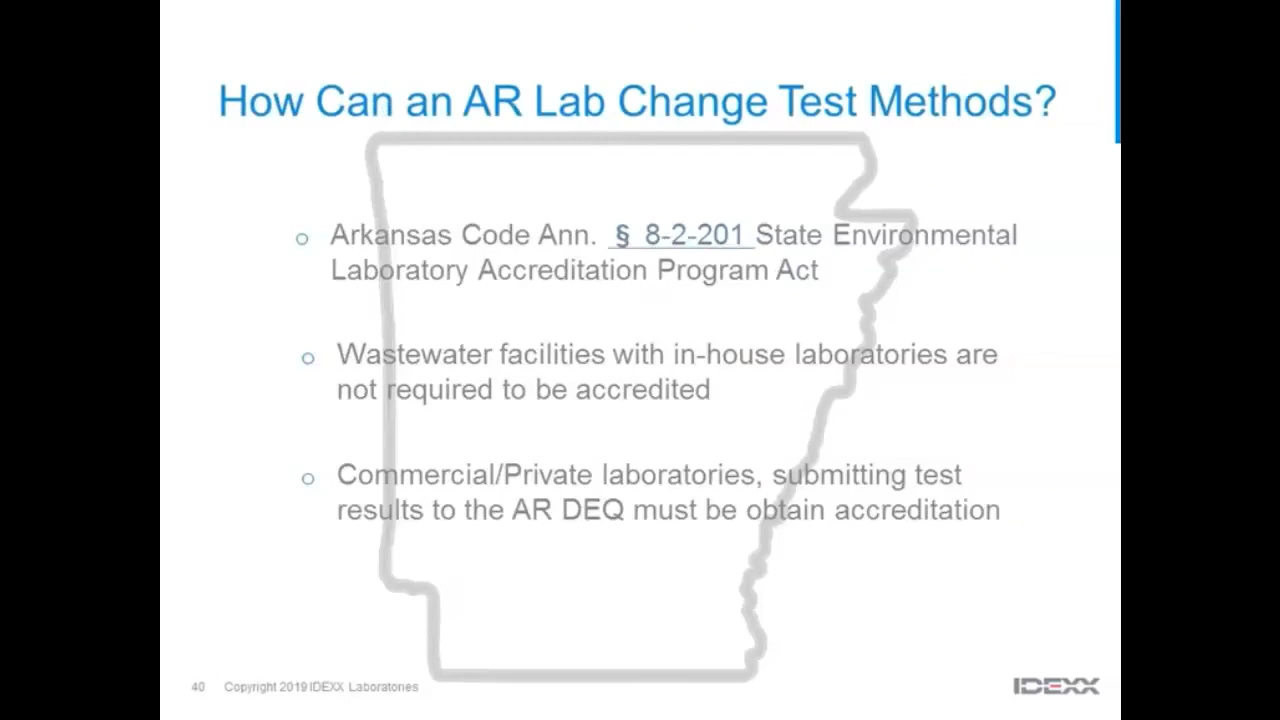 How Can an AR Lab Change Test Methods?
○ Arkansas Code Ann. § 8-2-201 State Environmental
Laboratory Accreditation Program Act
○ Wastewater facilities with in-house laboratories are
not required to be accredited
○ Commercial/Private laboratories, submitting test
results to the AR DEQ must be obtain accreditation
40 Copyright 2019 IDEXX Laboratories
IDEXX